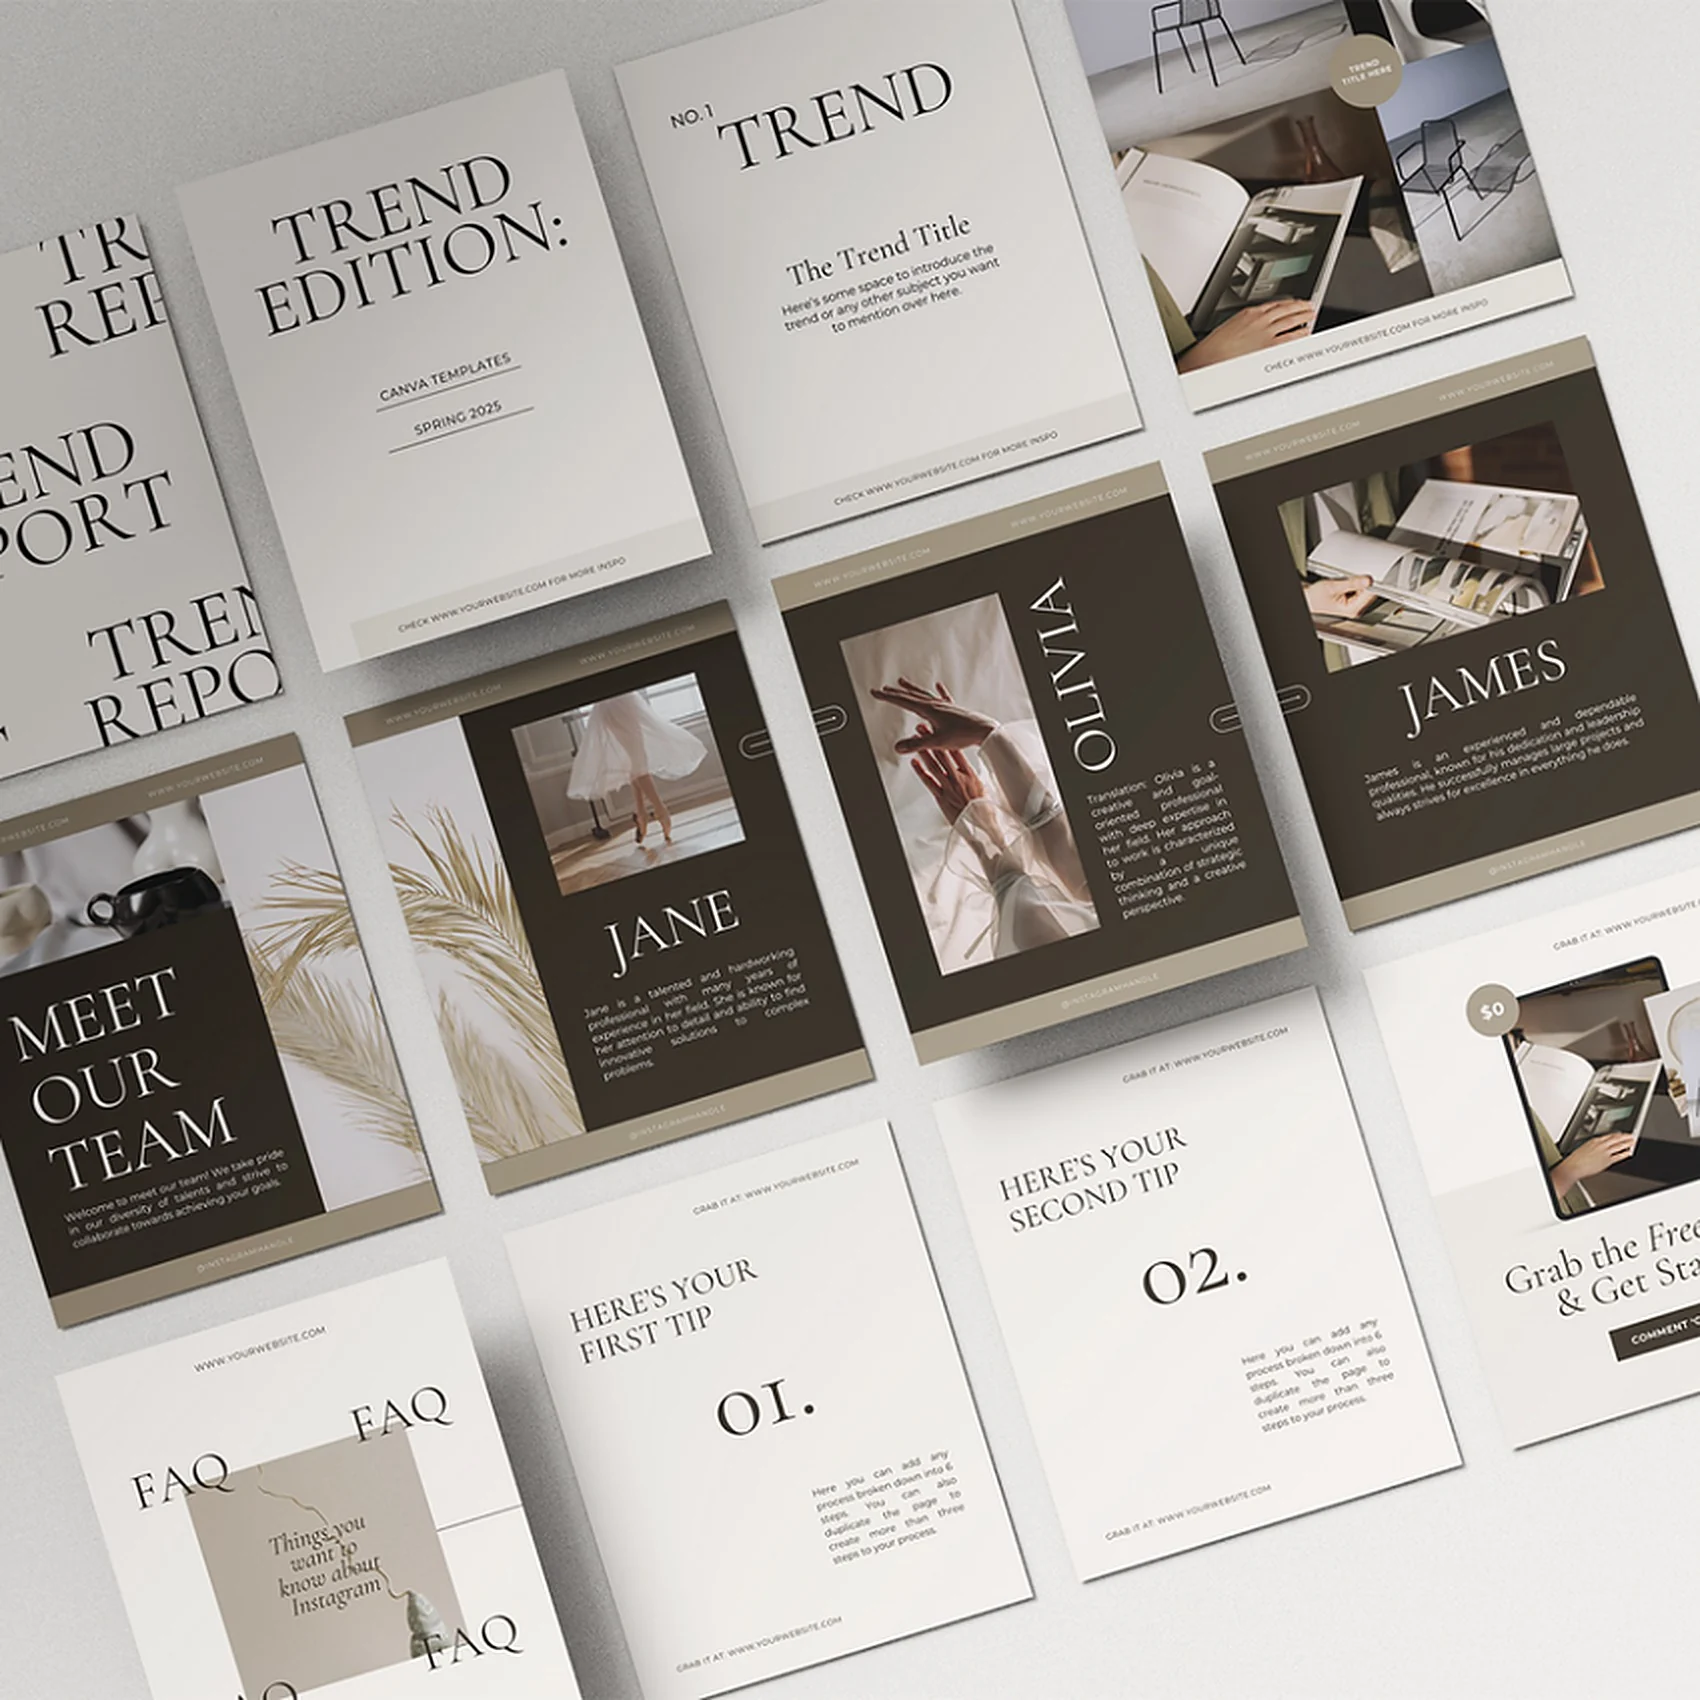 TR
REP
END
PORT
TREN
REPO
TREND
EDITION:
CANVA TEMPLATES
SPRING 2025
CHECK WWW.YOURWEBSITE.COM FOR MORE INSPO
NO. 1
TREND
The Trend Title
Here's some space to introduce the
trend or any other subject you want
to mention over here.
CHECK WWW.YOURWEBSITE.COM FOR MORE INSPO
TREND
TITLE HERE
CHECK WWW.YOURWEBSITE.COM FOR MORE INSPO
WWW.YOURWEBSITE.COM
MEET
OUR
TEAM
Welcome to meet our team! We take pride
in our diversity of talents and strive to
collaborate towards achieving your goals.
@INSTAGRAMHANDLE
WWW.YOURWEBSITE.COM
WWW.YOURWEBSITE.COM
JANE
Jane is a talented and hardworking
professional with many years of
experience in her field. She is known for
her attention to detail and ability to find
innovative solutions to complex
problems.
@INSTAGRAMHANDLE
WWW.YOURWEBSITE.COM
WWW.YOURWEBSITE.COM
OLIVIA
Translation: Olivia is a
creative and goal-
oriented professional
with deep expertise in
her field. Her approach
to work is characterized
by a unique
combination of strategic
thinking and a creative
perspective.
@INSTAGRAMHANDLE
WWW.YOURWEBSITE.COM
WWW.YOURWEBSITE.COM
JAMES
James is an experienced and dependable
professional, known for his dedication and leadership
qualities. He successfully manages large projects and
always strives for excellence in everything he does.
@INSTAGRAMHANDLE
WWW.YOURWEBSITE.COM
FAQ
FAQ
Things you
want to
know about
Instagram
FAQ
GRAB IT AT: WWW.YOURWEBSITE.COM
HERE'S YOUR
FIRST TIP
01.
Here you can add any
process broken down into 6
steps. You can also
duplicate the page to
create more than three
steps to your process.
GRAB IT AT: WWW.YOURWEBSITE.COM
GRAB IT AT: WWW.YOURWEBSITE.COM
HERE'S YOUR
SECOND TIP
02.
Here you can add any
process broken down into 6
steps. You can also
duplicate the page to
create more than three
steps to your process.
GRAB IT AT: WWW.YOURWEBSITE.COM
GRAB IT AT: WWW.YOURWEBSITE
$0
Grab the Free
& Get Sta
COMMENT